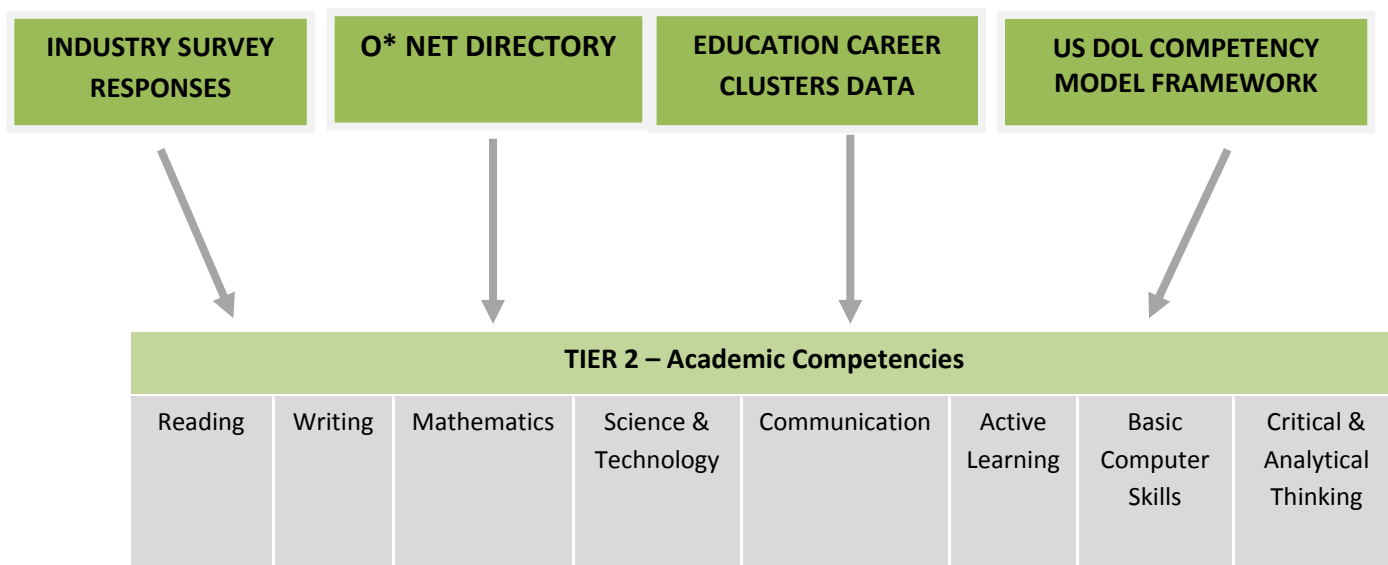 INDUSTRY SURVEY
RESPONSES
O* NET DIRECTORY
EDUCATION CAREER
CLUSTERS DATA
US DOL COMPETENCY
MODEL FRAMEWORK
TIER 2 – Academic Competencies
Reading
Writing
Mathematics
Science &
Technology
Communication
Active
Learning
Basic
Computer
Skills
Critical &
Analytical
Thinking